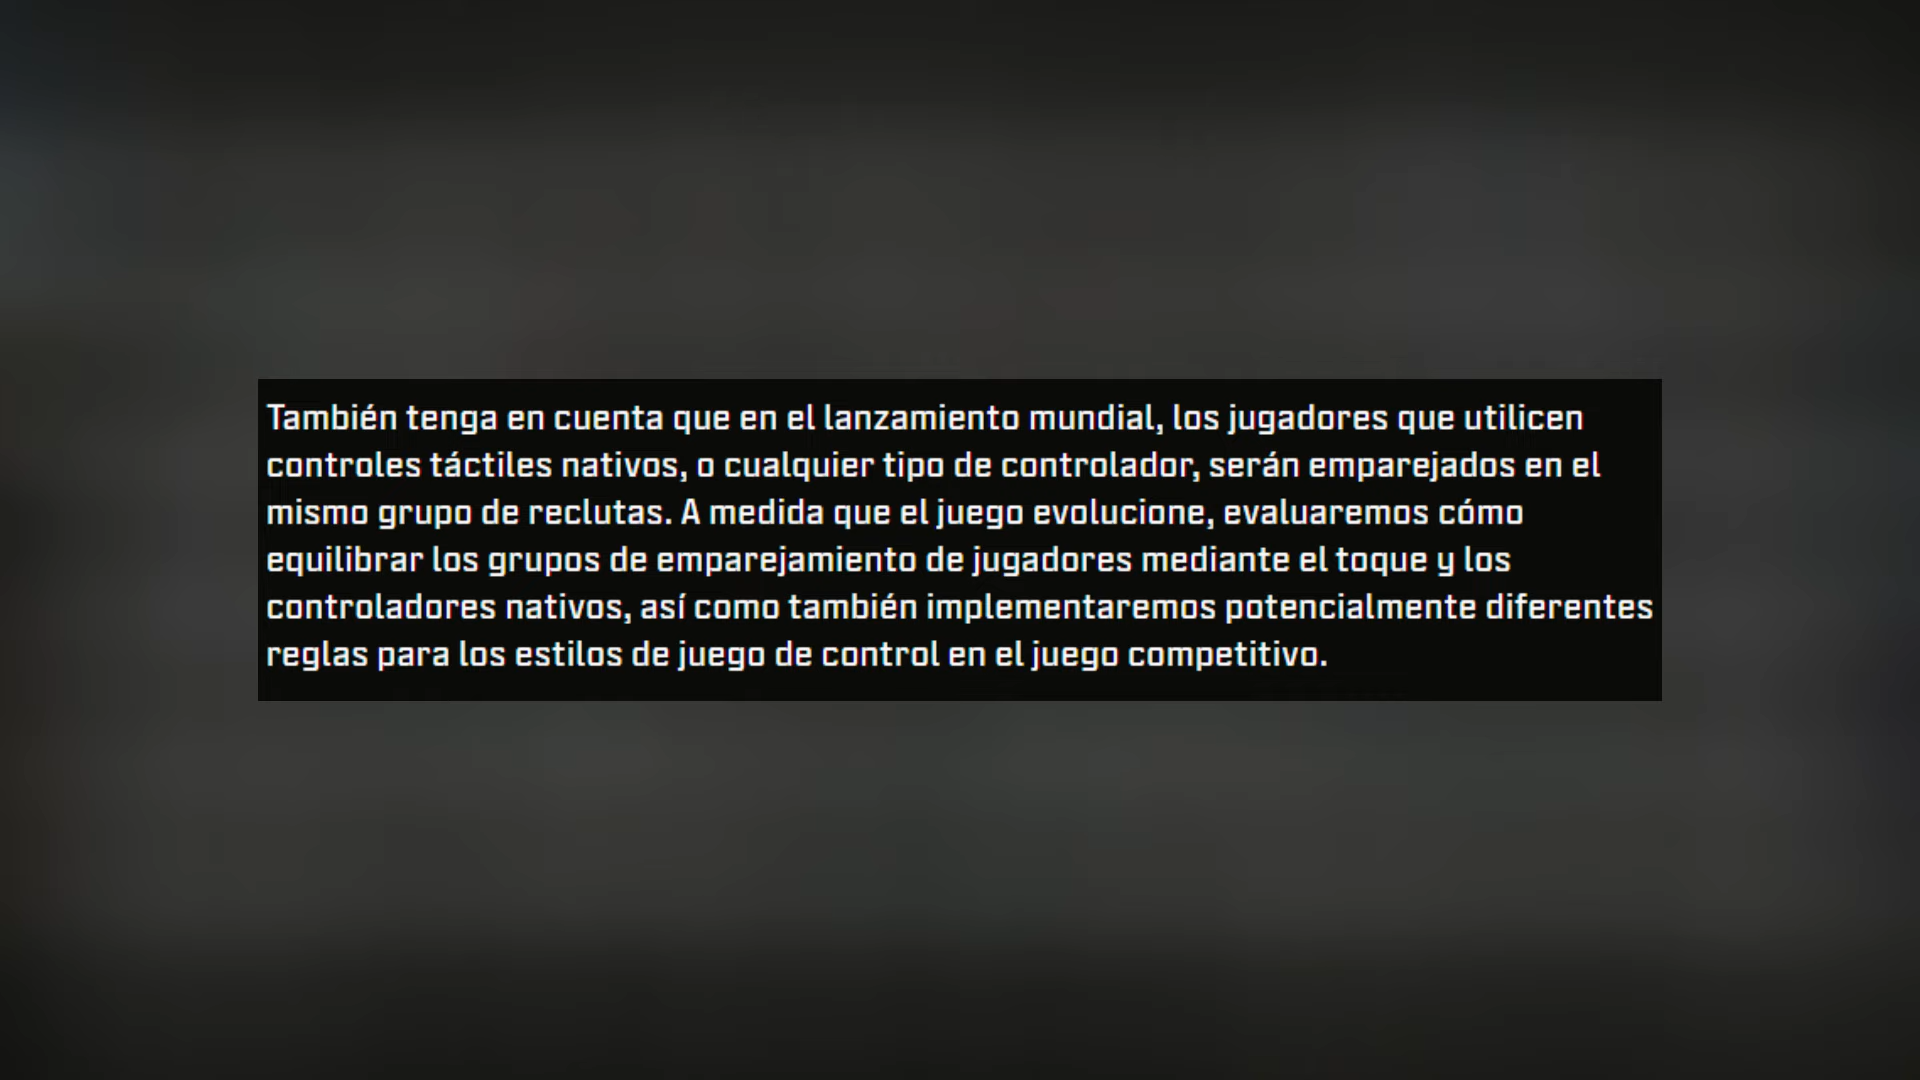 También tenga en cuenta que en el lanzamiento mundial, los jugadores que utilicen
controles táctiles nativos, o cualquier tipo de controlador, serán emparejados en el
mismo grupo de reclutas. A medida que el juego evolucione, evaluaremos cómo
equilibrar los grupos de emparejamiento de jugadores mediante el toque y los
controladores nativos, así como también implementaremos potencialmente diferentes
reglas para los estilos de juego de control en el juego competitivo.